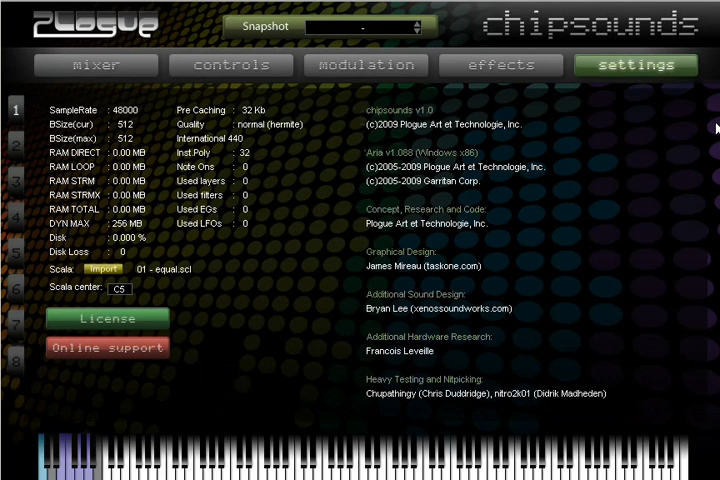 Plogue
Snapshot -
chipsounds
mixer
controls
modulation
effects
settings
1
2
3
4
5
6
7
8
SampleRate : 48000
BSize(cur) : 512
BSize(max) : 512
RAM DIRECT : 0.00 MB
RAM LOOP : 0.00 MB
RAM STRM : 0.00 MB
RAM STRMX : 0.00 MB
RAM TOTAL : 0.00 MB
DYN MAX : 256 MB
Disk : 0.000 %
Disk Loss : 0
Scala: Import 01 - equal.scl
Scala center: C5
License
Online support
Pre Caching : 32 Kb
Quality : normal (hermite)
International 440
Inst.Poly : 32
Note Ons : 0
Used layers : 0
Used filters : 0
Used EGs : 0
Used LFOs : 0
chipsounds v1.0
(c)2009 Plogue Art et Technologie, Inc.
Aria v1.088 (Windows x86)
(c)2005-2009 Plogue Art et Technologie, Inc.
(c)2005-2009 Garritan Corp.
Concept, Research and Code:
Plogue Art et Technologie, Inc.
Graphical Design:
James Mireau (taskone.com)
Additional Sound Design:
Bryan Lee (xenossoundworks.com)
Additional Hardware Research:
Francois Leveille
Heavy Testing and Nitpicking:
Chupathingy (Chris Duddridge), nitro2k01 (Didrik Madheden)